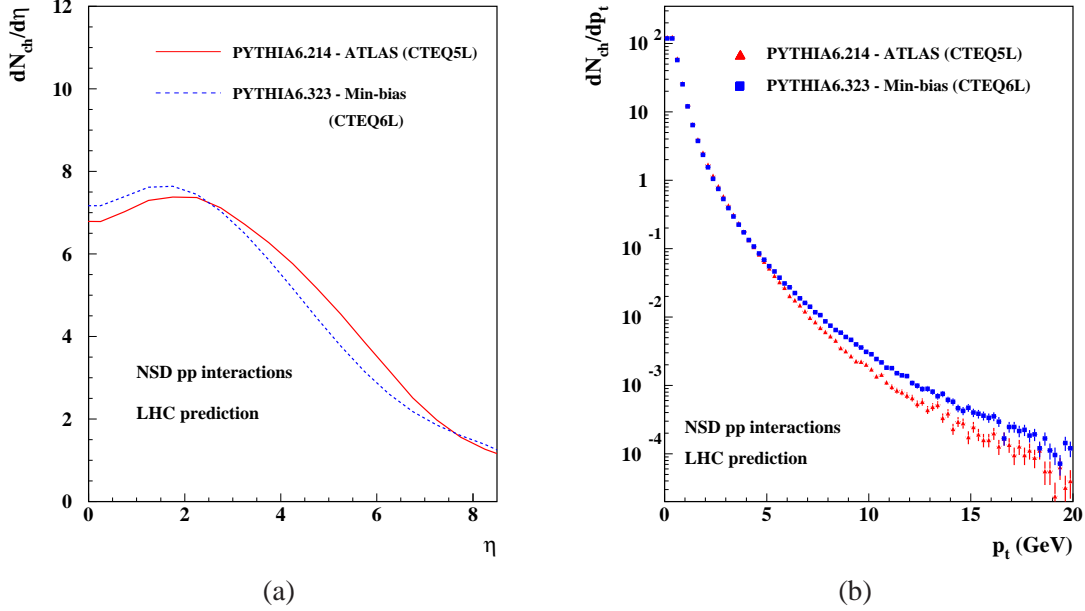 dN_ch/dη
12
10
8
6
4
2
0
PYTHIA6.214 - ATLAS (CTEQ5L)
PYTHIA6.323 - Min-bias
(CTEQ6L)
NSD pp interactions
LHC prediction
0 2 4 6 8
η
(a)
dN_ch/dp_t
10^2
10
1
10^-1
10^-2
10^-3
10^-4
PYTHIA6.214 - ATLAS (CTEQ5L)
PYTHIA6.323 - Min-bias (CTEQ6L)
NSD pp interactions
LHC prediction
0 5 10 15 20
p_t (GeV)
(b)